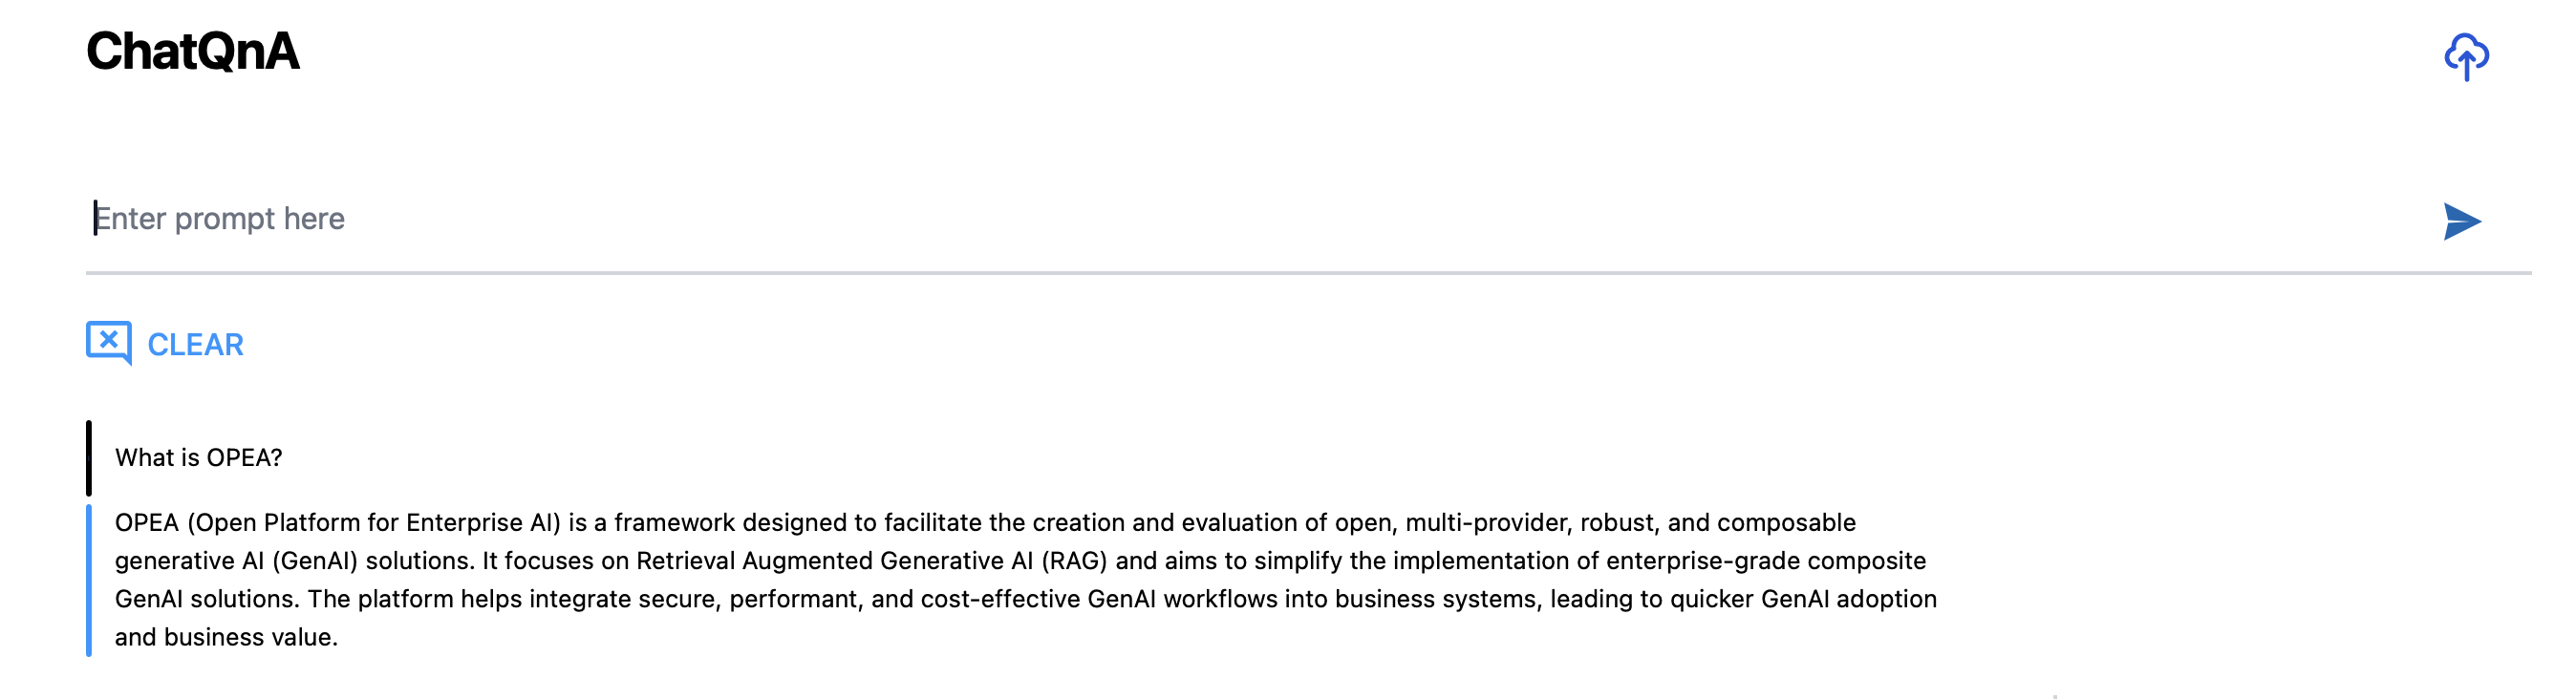 ChatQnA
Enter prompt here
CLEAR
What is OPEA?
OPEA (Open Platform for Enterprise AI) is a framework designed to facilitate the creation and evaluation of open, multi-provider, robust, and composable
generative AI (GenAI) solutions. It focuses on Retrieval Augmented Generative AI (RAG) and aims to simplify the implementation of enterprise-grade composite
GenAI solutions. The platform helps integrate secure, performant, and cost-effective GenAI workflows into business systems, leading to quicker GenAI adoption
and business value.